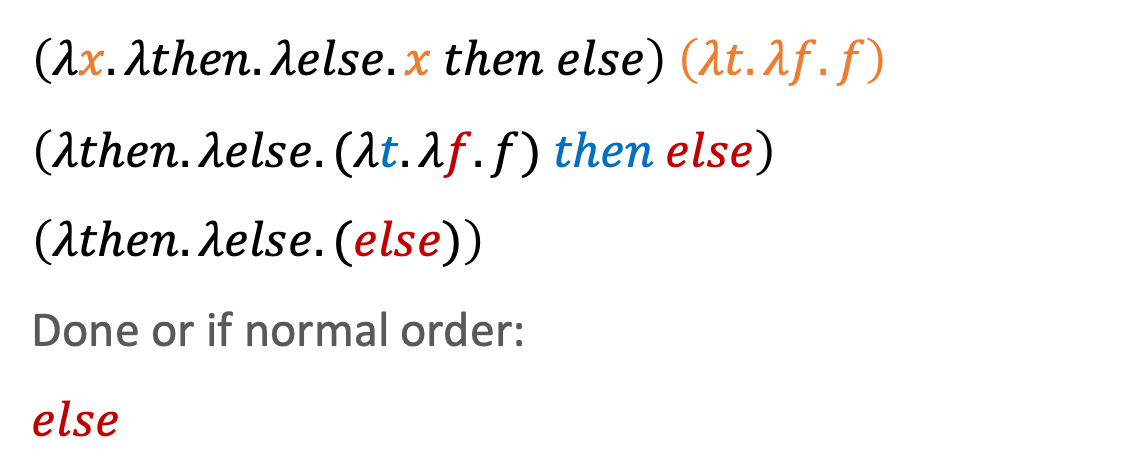 (λx. λthen. λelse. x then else) (λt. λf. f)
(λthen. λelse. (λt. λf. f) then else)
(λthen. λelse. (else))
Done or if normal order:
else